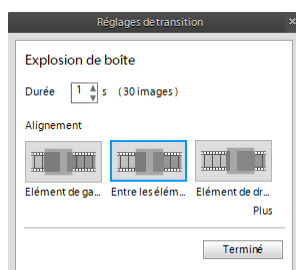 Réglages de transition
Explosion de boîte
Durée 1 s (30 images)
Alignement
Elément de ga... Entre les élém... Elément de dr...
Plus
Terminé